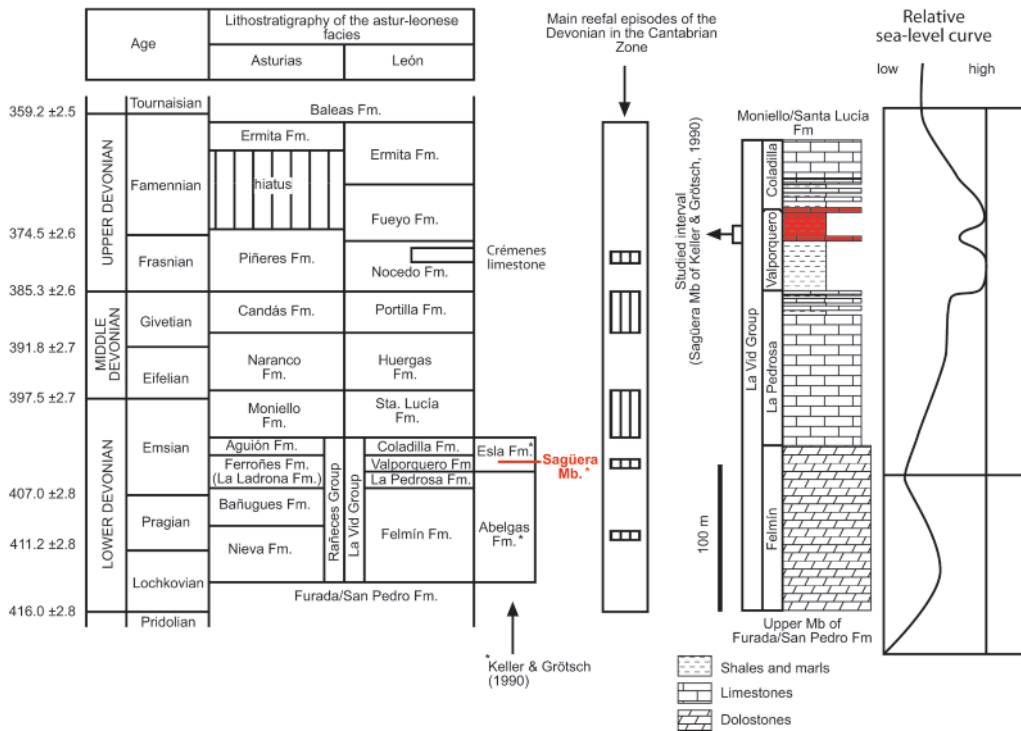 Age
Lithostratigraphy of the astur-leonese
facies
Asturias
León
359.2 ±2.5
374.5 ±2.6
385.3 ±2.6
391.8 ±2.7
397.5 ±2.7
407.0 ±2.8
411.2 ±2.8
416.0 ±2.8
UPPER DEVONIAN
MIDDLE
DEVONIAN
LOWER DEVONIAN
Tournaisian
Famennian
Frasnian
Givetian
Eifelian
Emsian
Pragian
Lochkovian
Pridolian
Baleas Fm.
Ermita Fm.
hiatus
Piñeres Fm.
Candás Fm.
Naranco
Fm.
Moniello
Fm.
Aguión Fm.
Ferroñes Fm.
(La Ladrona Fm.)
Bañugues Fm.
Nieva Fm.
Rañeces Group
La Vid Group
Ermita Fm.
Fueyo Fm.
Nocedo Fm.
Crémenes
limestone
Portilla Fm.
Huergas
Fm.
Sta. Lucía
Fm.
Coladilla Fm.
Valporquero Fm
La Pedrosa Fm.
Felmín Fm.
Esla Fm.*
Sagüera
Mb. *
Abelgas
Fm. *
Furada/San Pedro Fm.
*Keller & Grötsch
(1990)
Main reefal episodes of the
Devonian in the Cantabrian
Zone
Studied interval
(Sagüera Mb of Keller & Grötsch, 1990)
100 m
Moniello/Santa Lucía
Fm
La Vid Group
Coladilla
Valporquero
La Pedrosa
Felmín
Upper Mb of
Furada/San Pedro Fm
Shales and marls
Limestones
Dolostones
Relative
sea-level curve
low
high